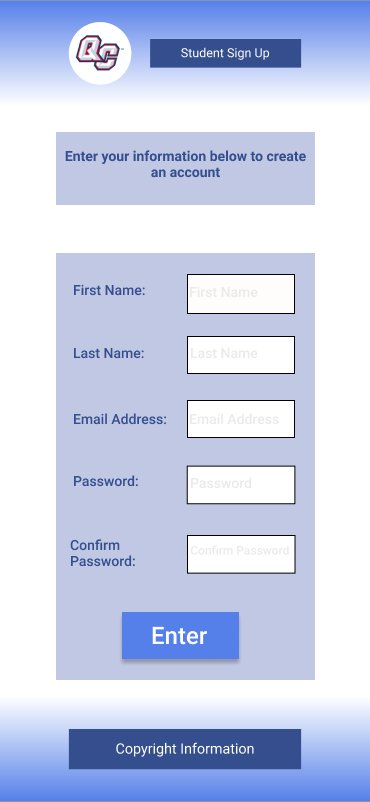 QC
Student Sign Up
Enter your information below to create
an account
First Name:
First Name
Last Name:
Last Name
Email Address:
Email Address
Password:
Password
Confirm
Password:
Confirm Password
Enter
Copyright Information